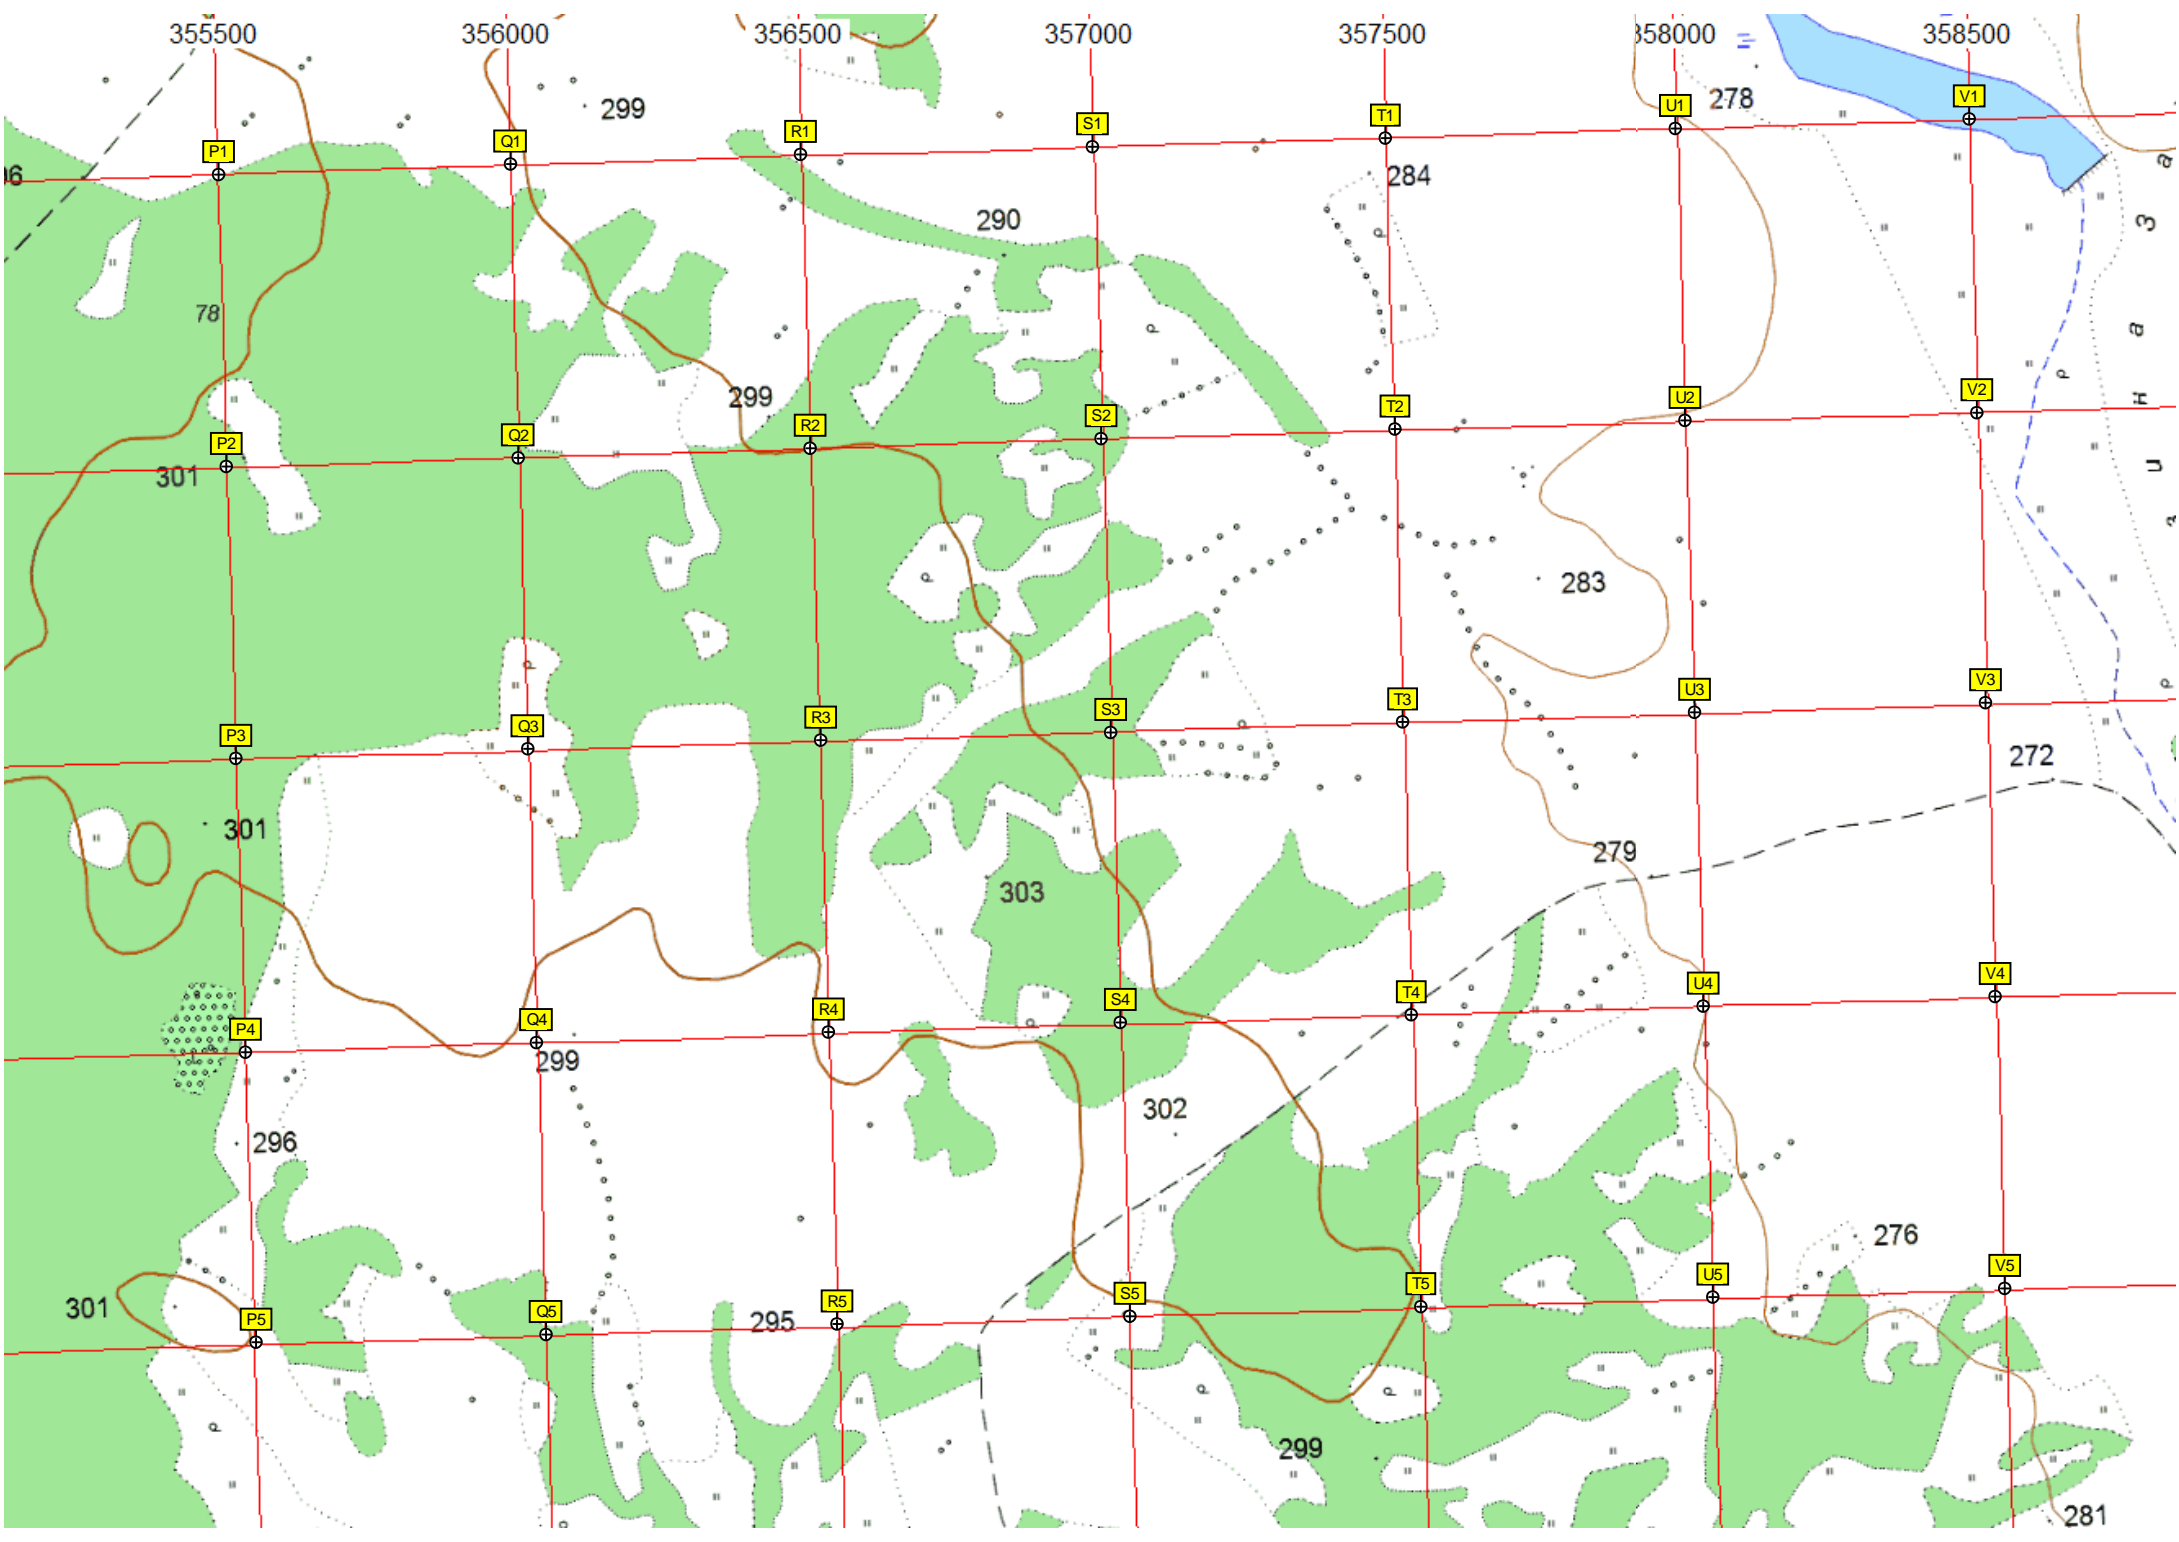 355500 356000 356500 357000 357500 358000 358500
299
278
V1
U1
T1
S1
R1
Q1
P1
284
290
78
299
V2
U2
T2
S2
R2
Q2
P2
301
283
V3
U3
T3
S3
R3
Q3
P3
272
301
279
303
V4
U4
T4
S4
R4
Q4
P4
299
302
296
276
V5
U5
T5
S5
R5
Q5
P5
301
295
299
281
а
З
а
н
и